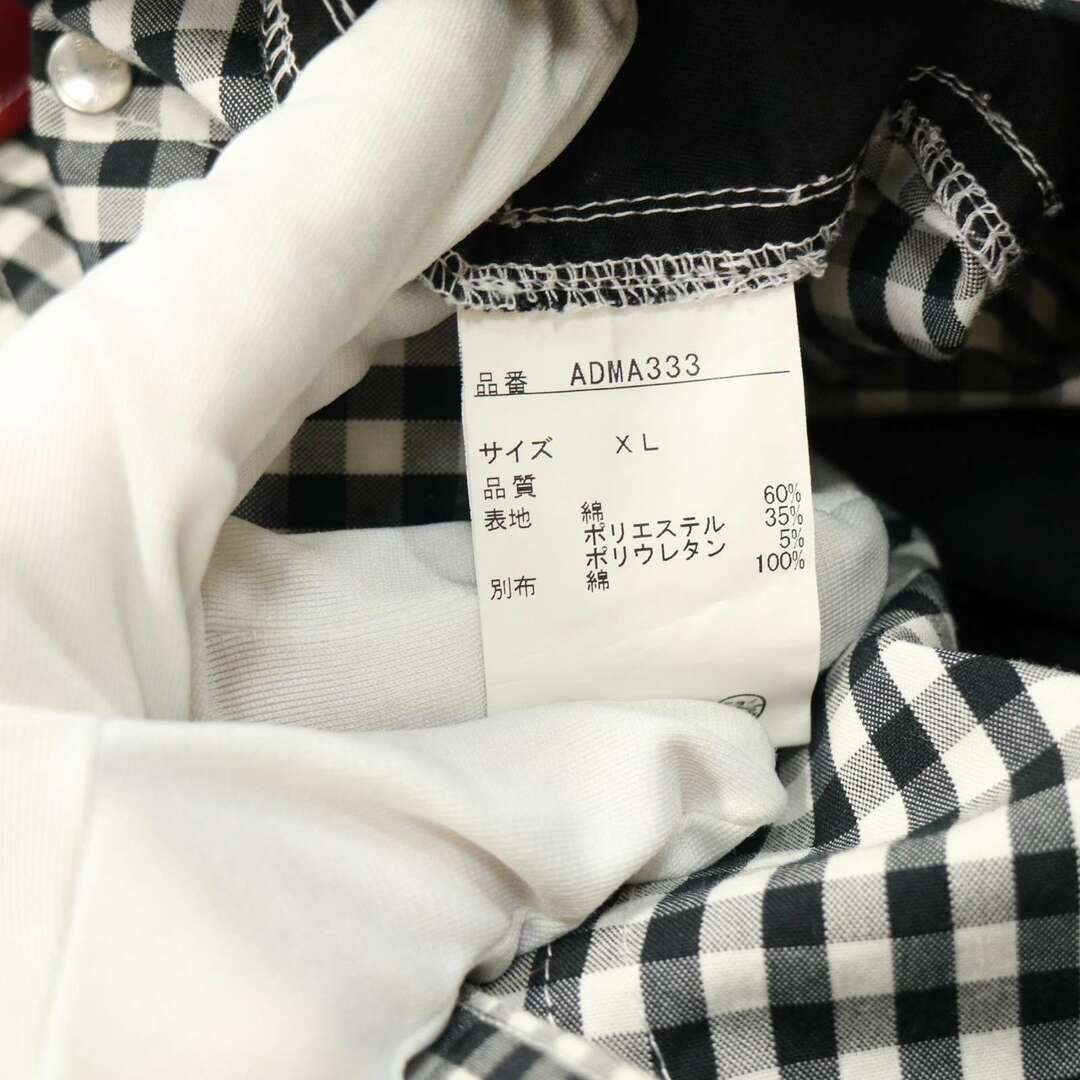 品番 ADMA333
サイズ XL
品質
表地 綿 60%
ポリエステル 35%
ポリウレタン 5%
別布 綿 100%